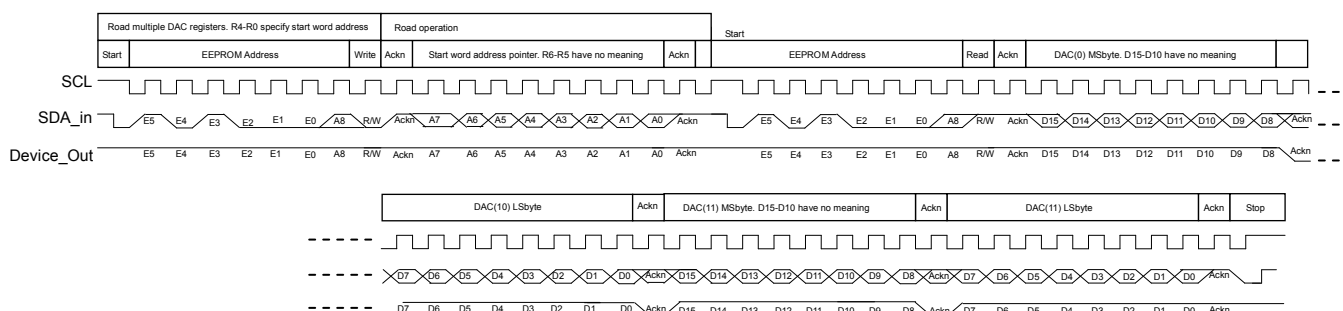 Road multiple DAC registers. R4-R0 specify start word address Road operation
Start
Start EEPROM Address Write Ackn Start word address pointer. R6-R5 have no meaning Ackn EEPROM Address Read Ackn DAC(0) MSbyte. D15-D10 have no meaning
SCL
SDA_in E5 E4 E3 E2 E1 E0 A8 R/W Ackn A7 A6 A5 A4 A3 A2 A1 A0 Ackn E5 E4 E3 E2 E1 E0 A8 R/W Ackn D15 D14 D13 D12 D11 D10 D9 D8 Ackn
Device_Out E5 E4 E3 E2 E1 E0 A8 R/W Ackn A7 A6 A5 A4 A3 A2 A1 A0 Ackn E5 E4 E3 E2 E1 E0 A8 R/W Ackn D15 D14 D13 D12 D11 D10 D9 D8 Ackn
DAC(10) LSbyte Ackn DAC(11) MSbyte. D15-D10 have no meaning Ackn DAC(11) LSbyte Ackn Stop
D7 D6 D5 D4 D3 D2 D1 D0 Ackn D15 D14 D13 D12 D11 D10 D9 D8 Ackn D7 D6 D5 D4 D3 D2 D1 D0 Ackn
D7 D6 D5 D4 D3 D2 D1 D0 Ackn D15 D14 D13 D12 D11 D10 D9 D8 Ackn D7 D6 D5 D4 D3 D2 D1 D0 Ackn